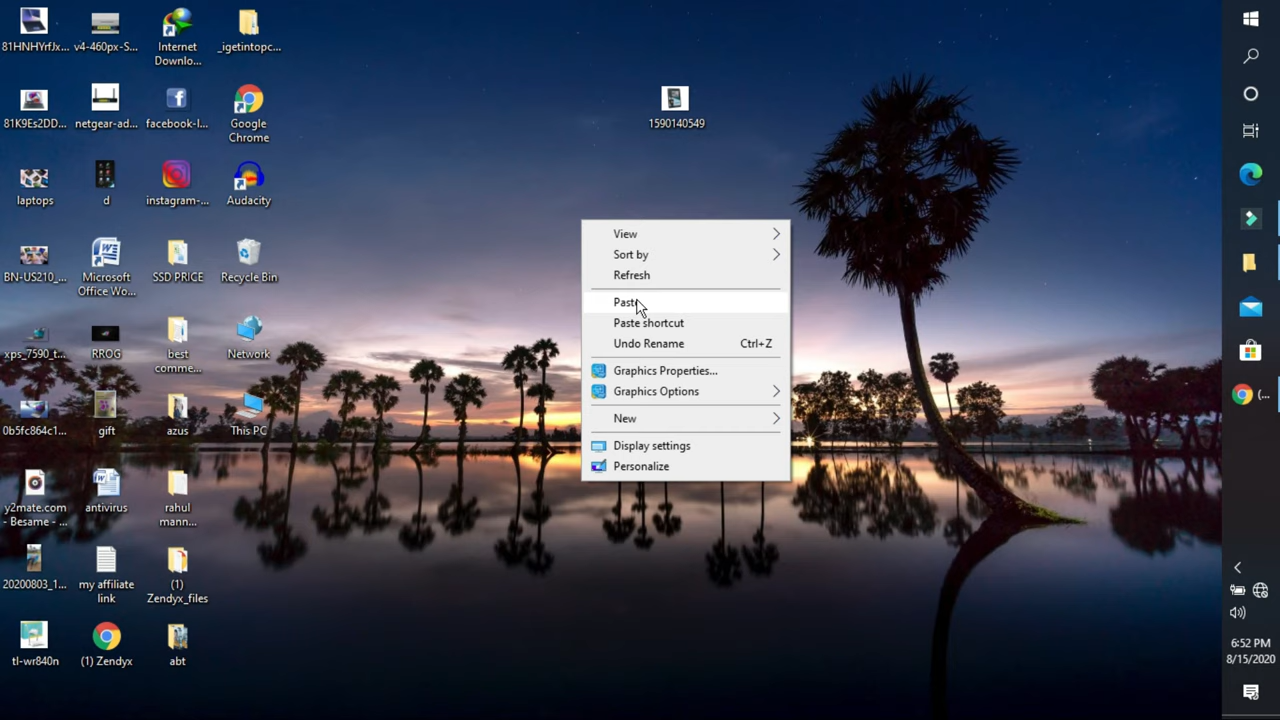 81HNHYrfJx...
v4-460px-S...
Internet
Downlo...
_igetintopc...
81K9Es2DD...
netgear-ad...
facebook-l...
Google
Chrome
laptops
d
instagram-...
Audacity
BN-US210_...
Microsoft
Office Wo...
SSD PRICE
Recycle Bin
xps_7590_t...
RROG
best
comme...
Network
0b5fc864c1...
gift
azus
This PC
y2mate.com
- Besame - ...
antivirus
rahul
mann...
20200803_1...
my affiliate
link
(1)
Zendyx_files
tl-wr840n
(1) Zendyx
abt
1590140549
View
Sort by
Refresh
Paste
Paste shortcut
Undo Rename Ctrl+Z
Graphics Properties...
Graphics Options
New
Display settings
Personalize
(...
6:52 PM
8/15/2020